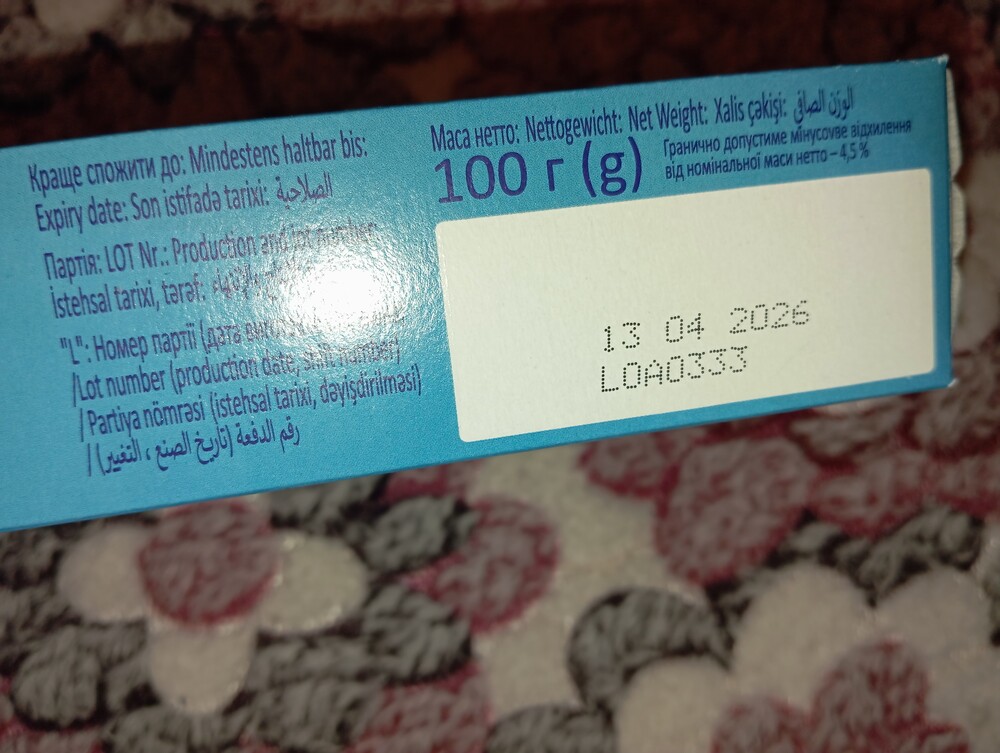 Краще спожити до: Mindestens haltbar bis:
Expiry date: Son istifadə tarixi: الصلاحية
Партія: LOT Nr.: Production and lot number
İstehsal tarixi, tərəf:
"L": Номер партії (дата
/Lot number (production date, shift number)
/ Partiya nömrəsi (istehsal tarixi, dəyişdirilməsi)
/ رقم الدفعة (تاريخ الصنع ، التغيير)
Маса нетто: Nettogewicht: Net Weight: Xalis çəkişi: الوزن الصافي
100 г (g)
Гранично допустиме мінусове відхилення
від номінальної маси нетто – 4,5 %
13 04 2026
L0A0333